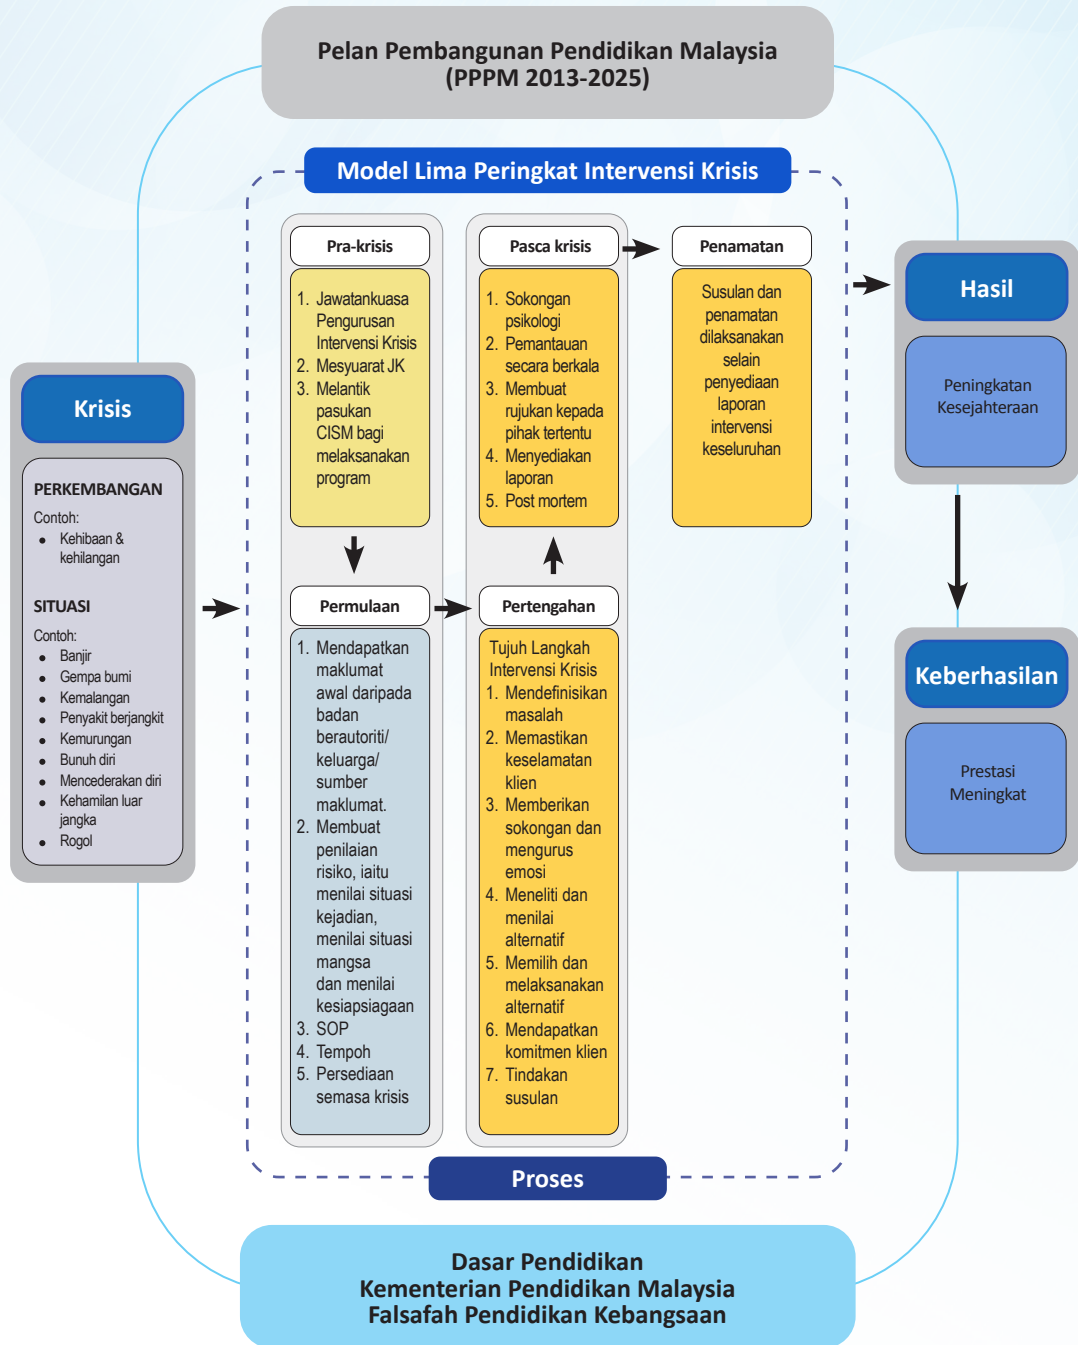 Pelan Pembangunan Pendidikan Malaysia
(PPPM 2013-2025)
Model Lima Peringkat Intervensi Krisis
Krisis
PERKEMBANGAN
Contoh:
● Kehibaan &
kehilangan
SITUASI
Contoh:
● Banjir
● Gempa bumi
● Kemalangan
● Penyakit berjangkit
● Kemurungan
● Bunuh diri
● Mencederakan diri
● Kehamilan luar
jangka
● Rogol
Pra-krisis
1. Jawatankuasa
Pengurusan
Intervensi Krisis
2. Mesyuarat JK
3. Melantik
pasukan
CISM bagi
melaksanakan
program
Permulaan
1. Mendapatkan
maklumat
awal daripada
badan
berautoriti/
keluarga/
sumber
maklumat.
2. Membuat
penilaian
risiko, iaitu
menilai situasi
kejadian,
menilai situasi
mangsa
dan menilai
kesiapsiagaan
3. SOP
4. Tempoh
5. Persediaan
semasa krisis
Pertengahan
Tujuh Langkah
Intervensi Krisis
1. Mendefinisikan
masalah
2. Memastikan
keselamatan
klien
3. Memberikan
sokongan dan
mengurus
emosi
4. Meneliti dan
menilai
alternatif
5. Memilih dan
melaksanakan
alternatif
6. Mendapatkan
komitmen klien
7. Tindakan
susulan
Pasca krisis
1. Sokongan
psikologi
2. Pemantauan
secara berkala
3. Membuat
rujukan kepada
pihak tertentu
4. Menyediakan
laporan
5. Post mortem
Penamatan
Susulan dan
penamatan
dilaksanakan
selain
penyediaan
laporan
intervensi
keseluruhan
Hasil
Peningkatan
Kesejahteraan
Keberhasilan
Prestasi
Meningkat
Proses
Dasar Pendidikan
Kementerian Pendidikan Malaysia
Falsafah Pendidikan Kebangsaan